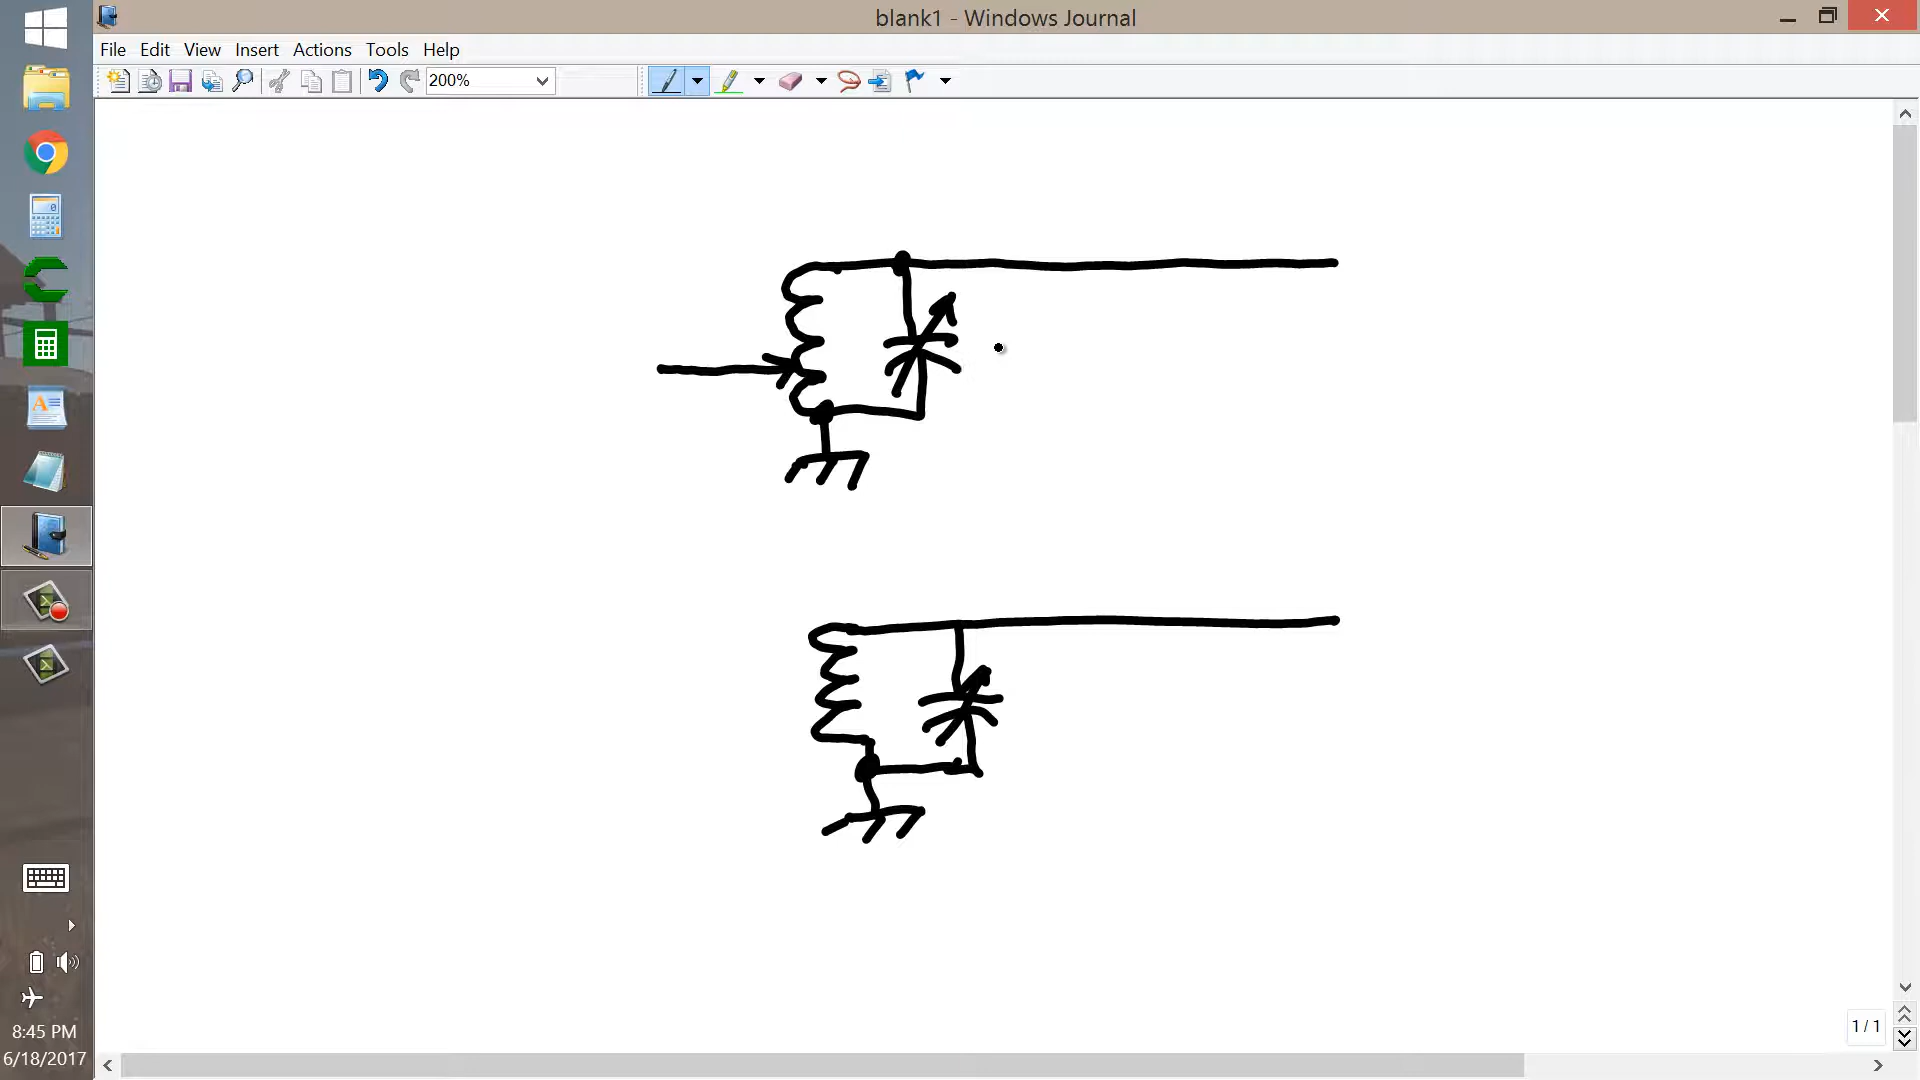 blank1 - Windows Journal
File Edit View Insert Actions Tools Help
200%
0
A
1 / 1
8:45 PM
6/18/2017